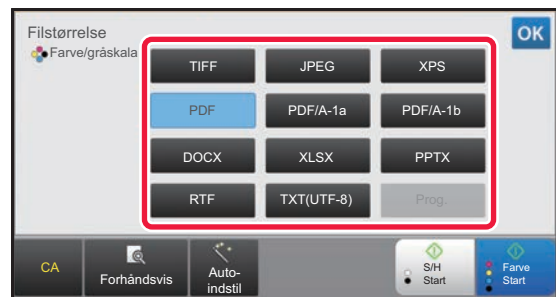 Filstørrelse
OK
Farve/gråskala
TIFF
JPEG
XPS
PDF
PDF/A-1a
PDF/A-1b
DOCX
XLSX
PPTX
RTF
TXT(UTF-8)
Prog.
CA
Forhåndsvis
Auto-
indstil
S/H
Start
Farve
Start